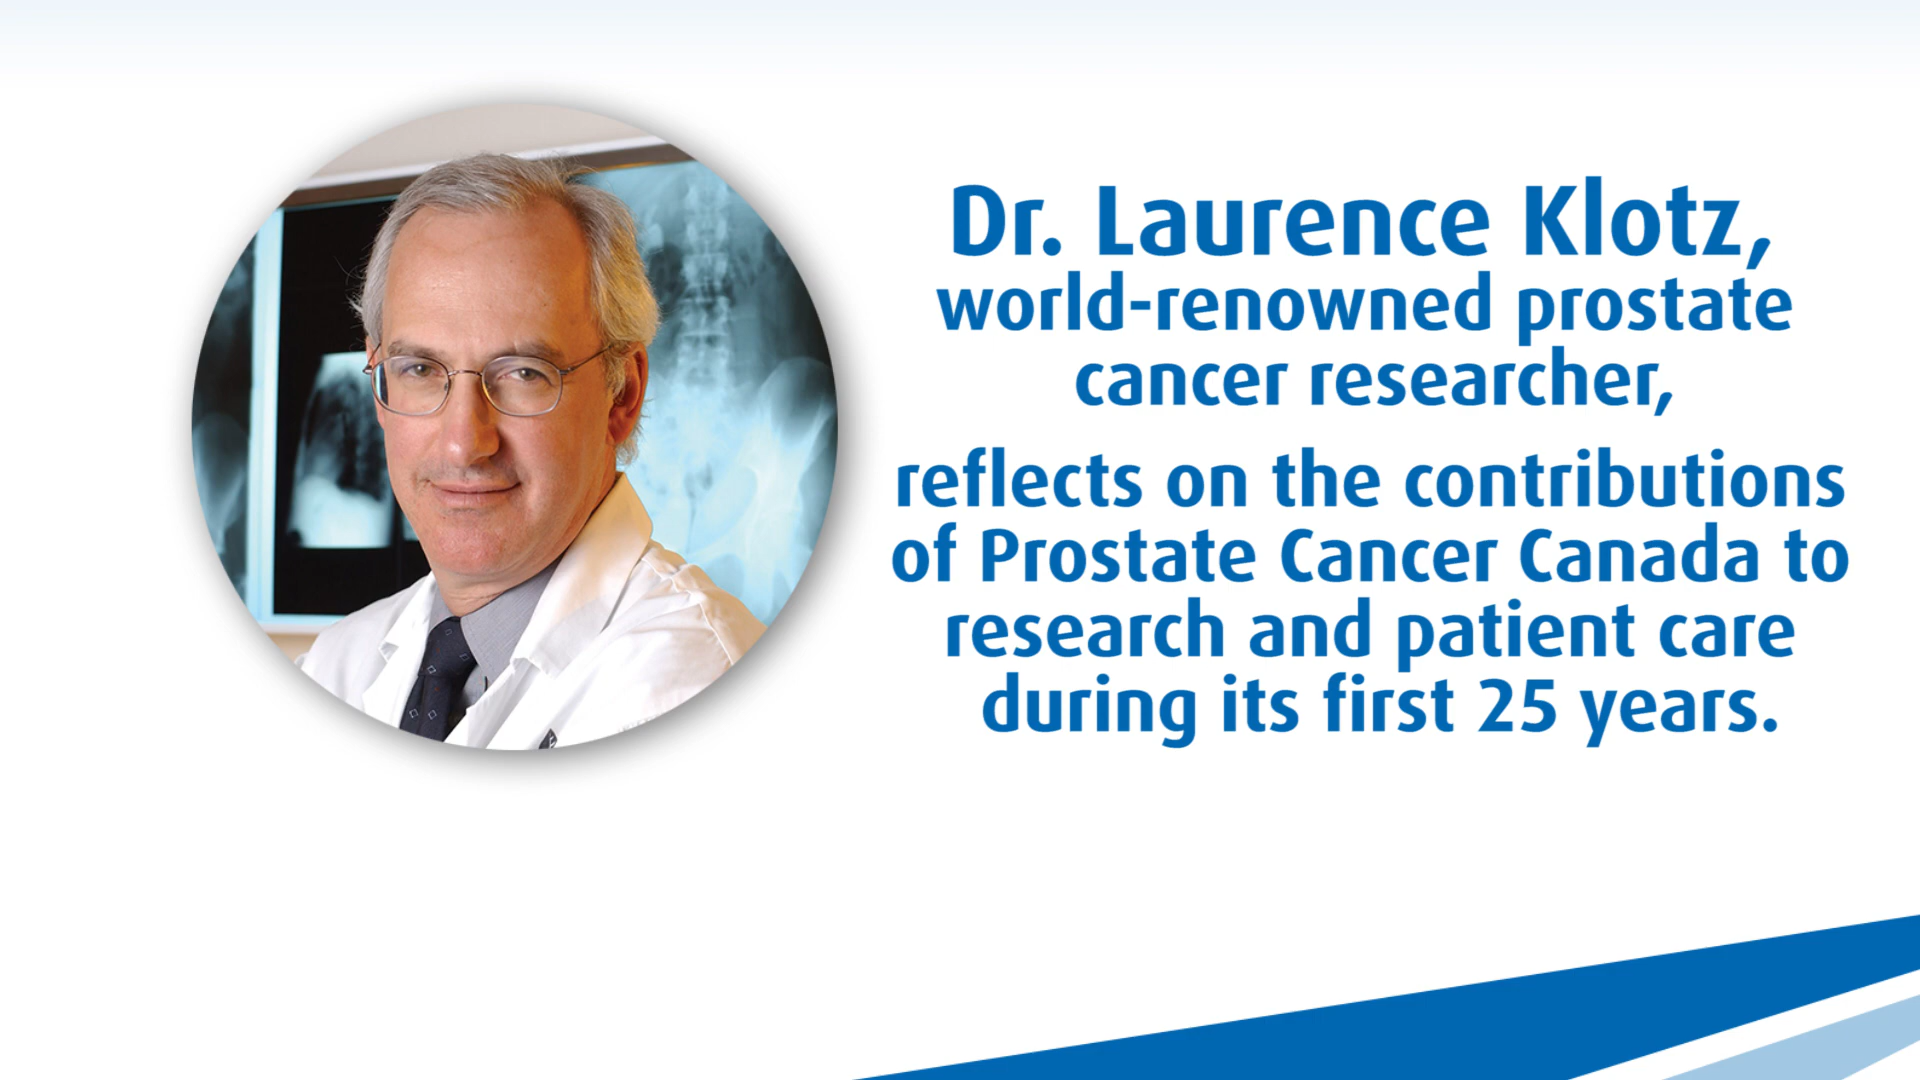 Dr. Laurence Klotz,
world-renowned prostate
cancer researcher,
reflects on the contributions
of Prostate Cancer Canada to
research and patient care
during its first 25 years.